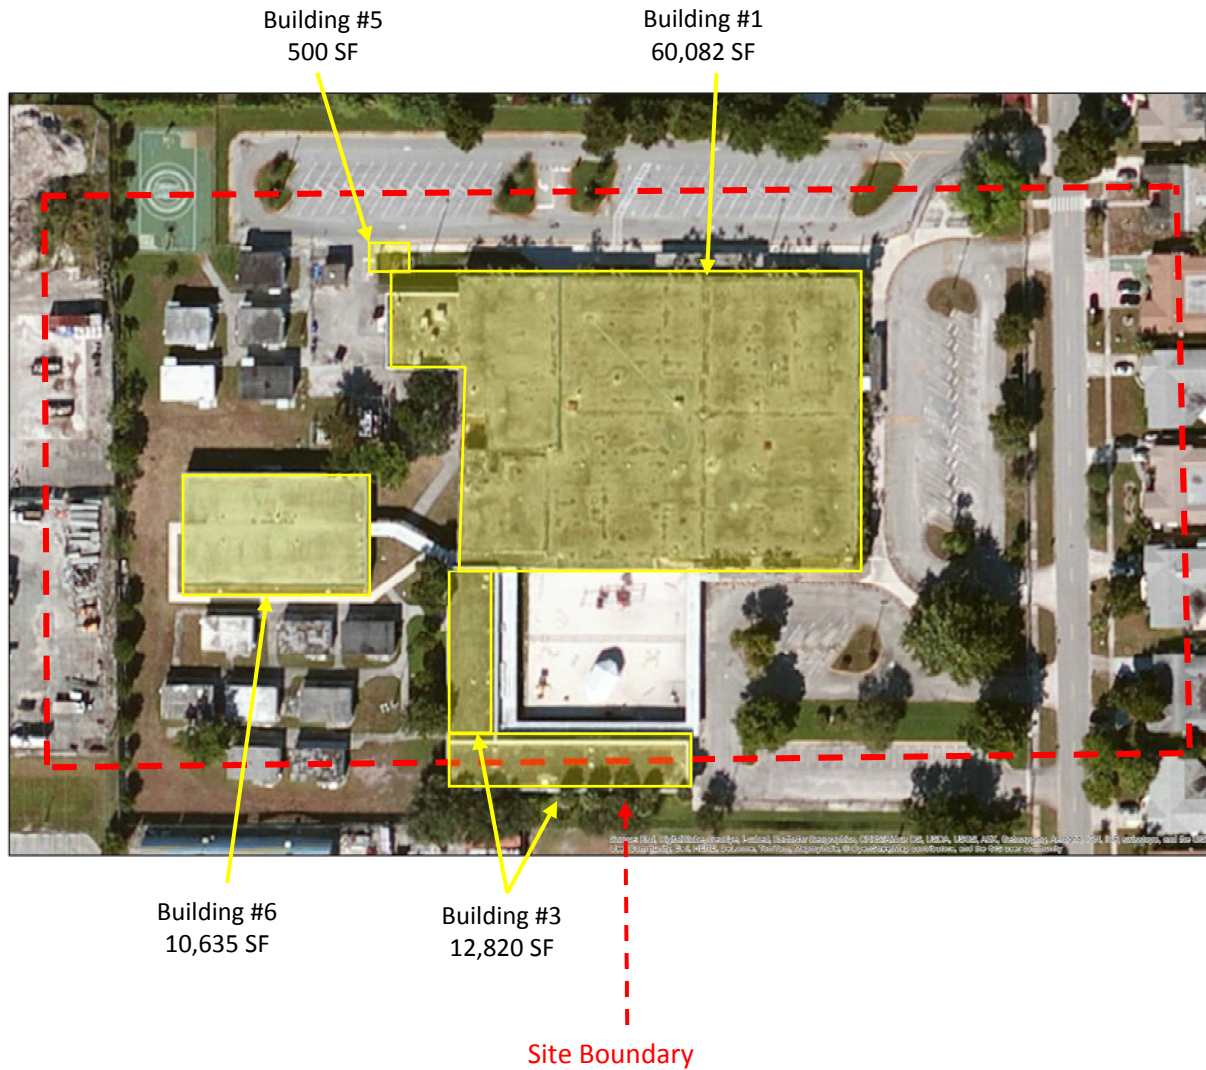 Building #5
500 SF
Building #1
60,082 SF
Building #6
10,635 SF
Building #3
12,820 SF
Site Boundary